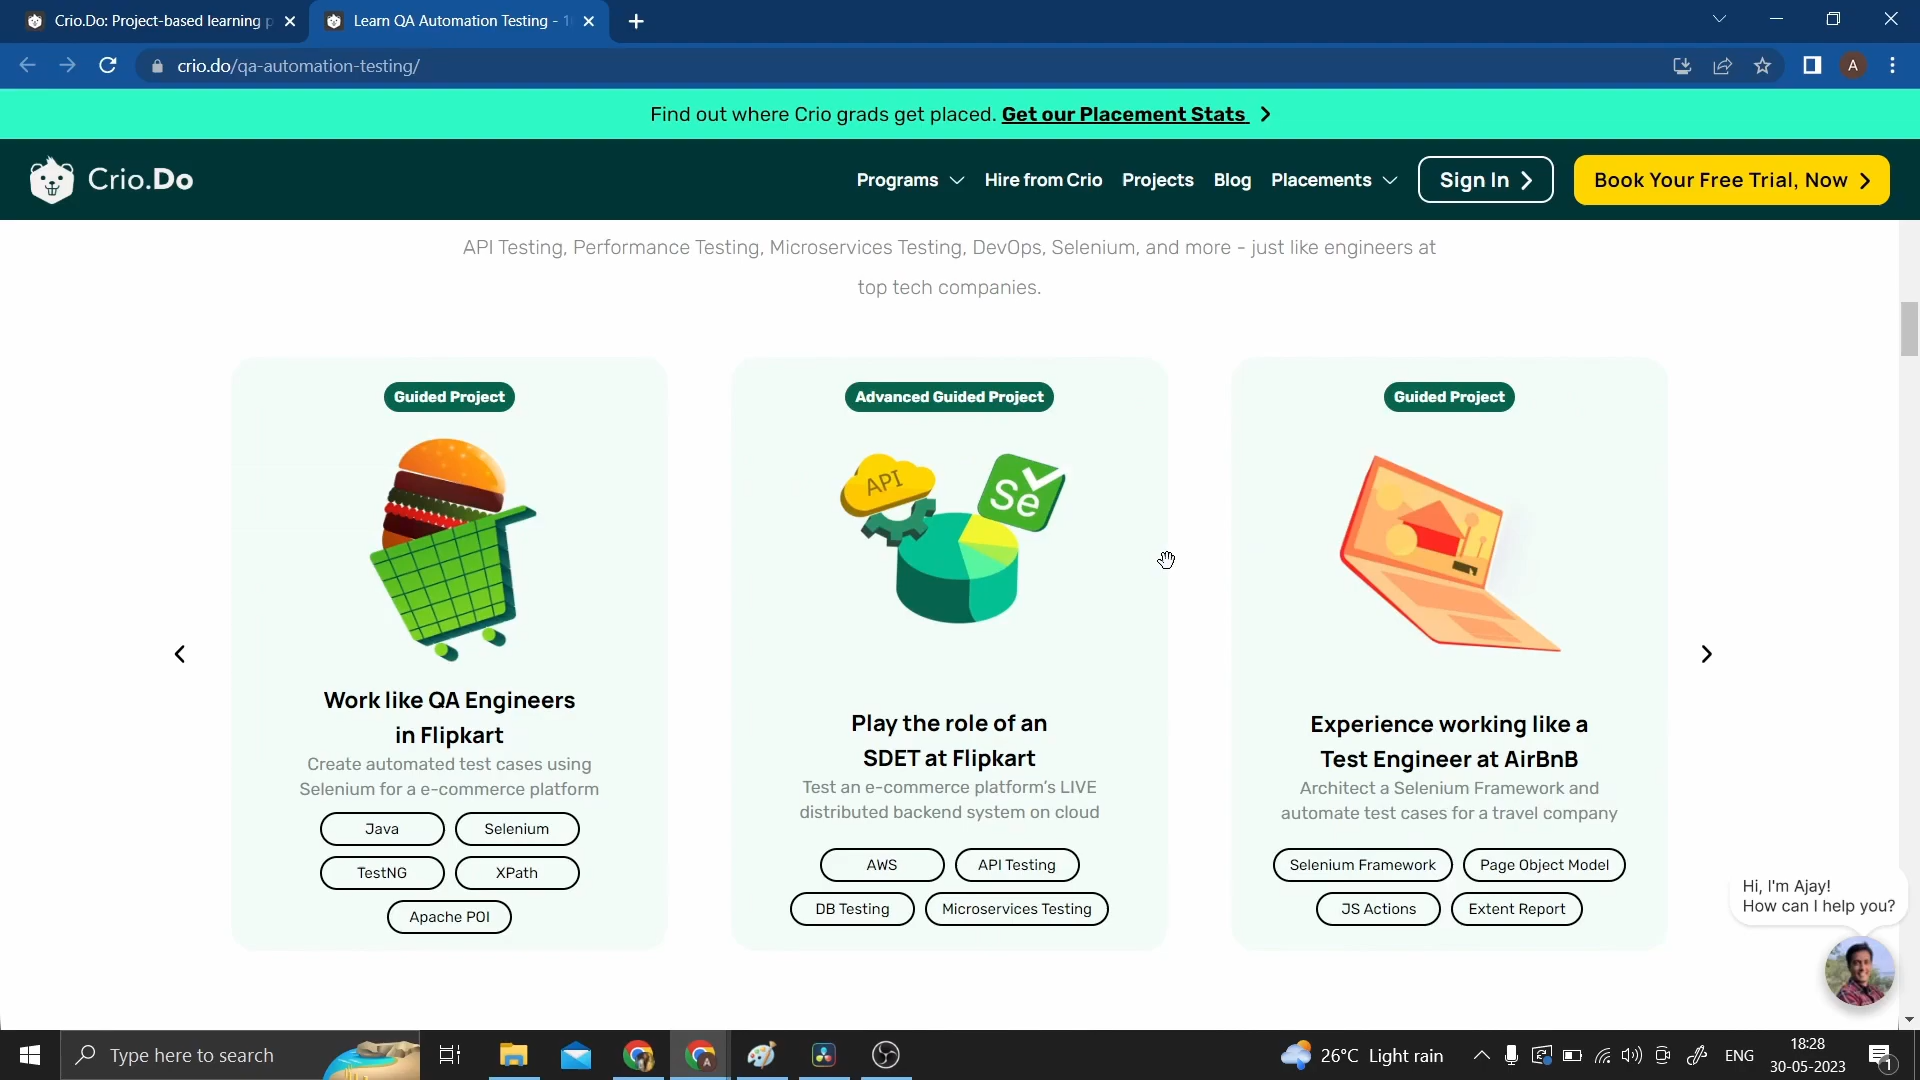 Crio.Do: Project-based learning p
Learn QA Automation Testing - 1
crio.do/qa-automation-testing/
A
Find out where Crio grads get placed. Get our Placement Stats
Crio.Do
Programs
Hire from Crio
Projects
Blog
Placements
Sign In
Book Your Free Trial, Now
API Testing, Performance Testing, Microservices Testing, DevOps, Selenium, and more - just like engineers at
top tech companies.
Guided Project
Work like QA Engineers
in Flipkart
Create automated test cases using
Selenium for a e-commerce platform
Java
Selenium
TestNG
XPath
Apache POI
Advanced Guided Project
API
Se
Play the role of an
SDET at Flipkart
Test an e-commerce platform's LIVE
distributed backend system on cloud
AWS
API Testing
DB Testing
Microservices Testing
Guided Project
Experience working like a
Test Engineer at AirBnB
Architect a Selenium Framework and
automate test cases for a travel company
Selenium Framework
Page Object Model
JS Actions
Extent Report
Hi, I'm Ajay!
How can I help you?
Type here to search
A
26°C Light rain
ENG
18:28
30-05-2023
1